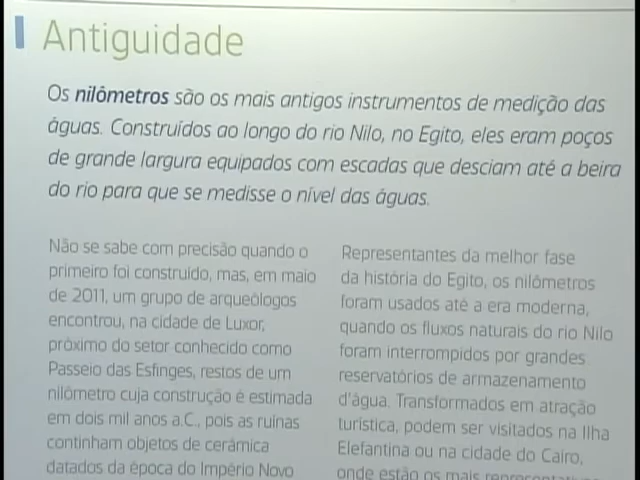 Antiguidade
Os nilômetros são os mais antigos instrumentos de medição das
águas. Construídos ao longo do rio Nilo, no Egito, eles eram poços
de grande largura equipados com escadas que desciam até a beira
do rio para que se medisse o nível das águas.
Não se sabe com precisão quando o
primeiro foi construído, mas, em maio
de 2011, um grupo de arqueólogos
encontrou, na cidade de Luxor,
próximo do setor conhecido como
Passeio das Esfinges, restos de um
nilômetro cuja construção é estimada
em dois mil anos a.C., pois as ruínas
continham objetos de cerâmica
datados da época do Império Novo
Representantes da melhor fase
da história do Egito, os nilômetros
foram usados até a era moderna,
quando os fluxos naturais do rio Nilo
foram interrompidos por grandes
reservatórios de armazenamento
d'água. Transformados em atração
turística, podem ser visitados na Ilha
Elefantina ou na cidade do Cairo,
onde estão os mais